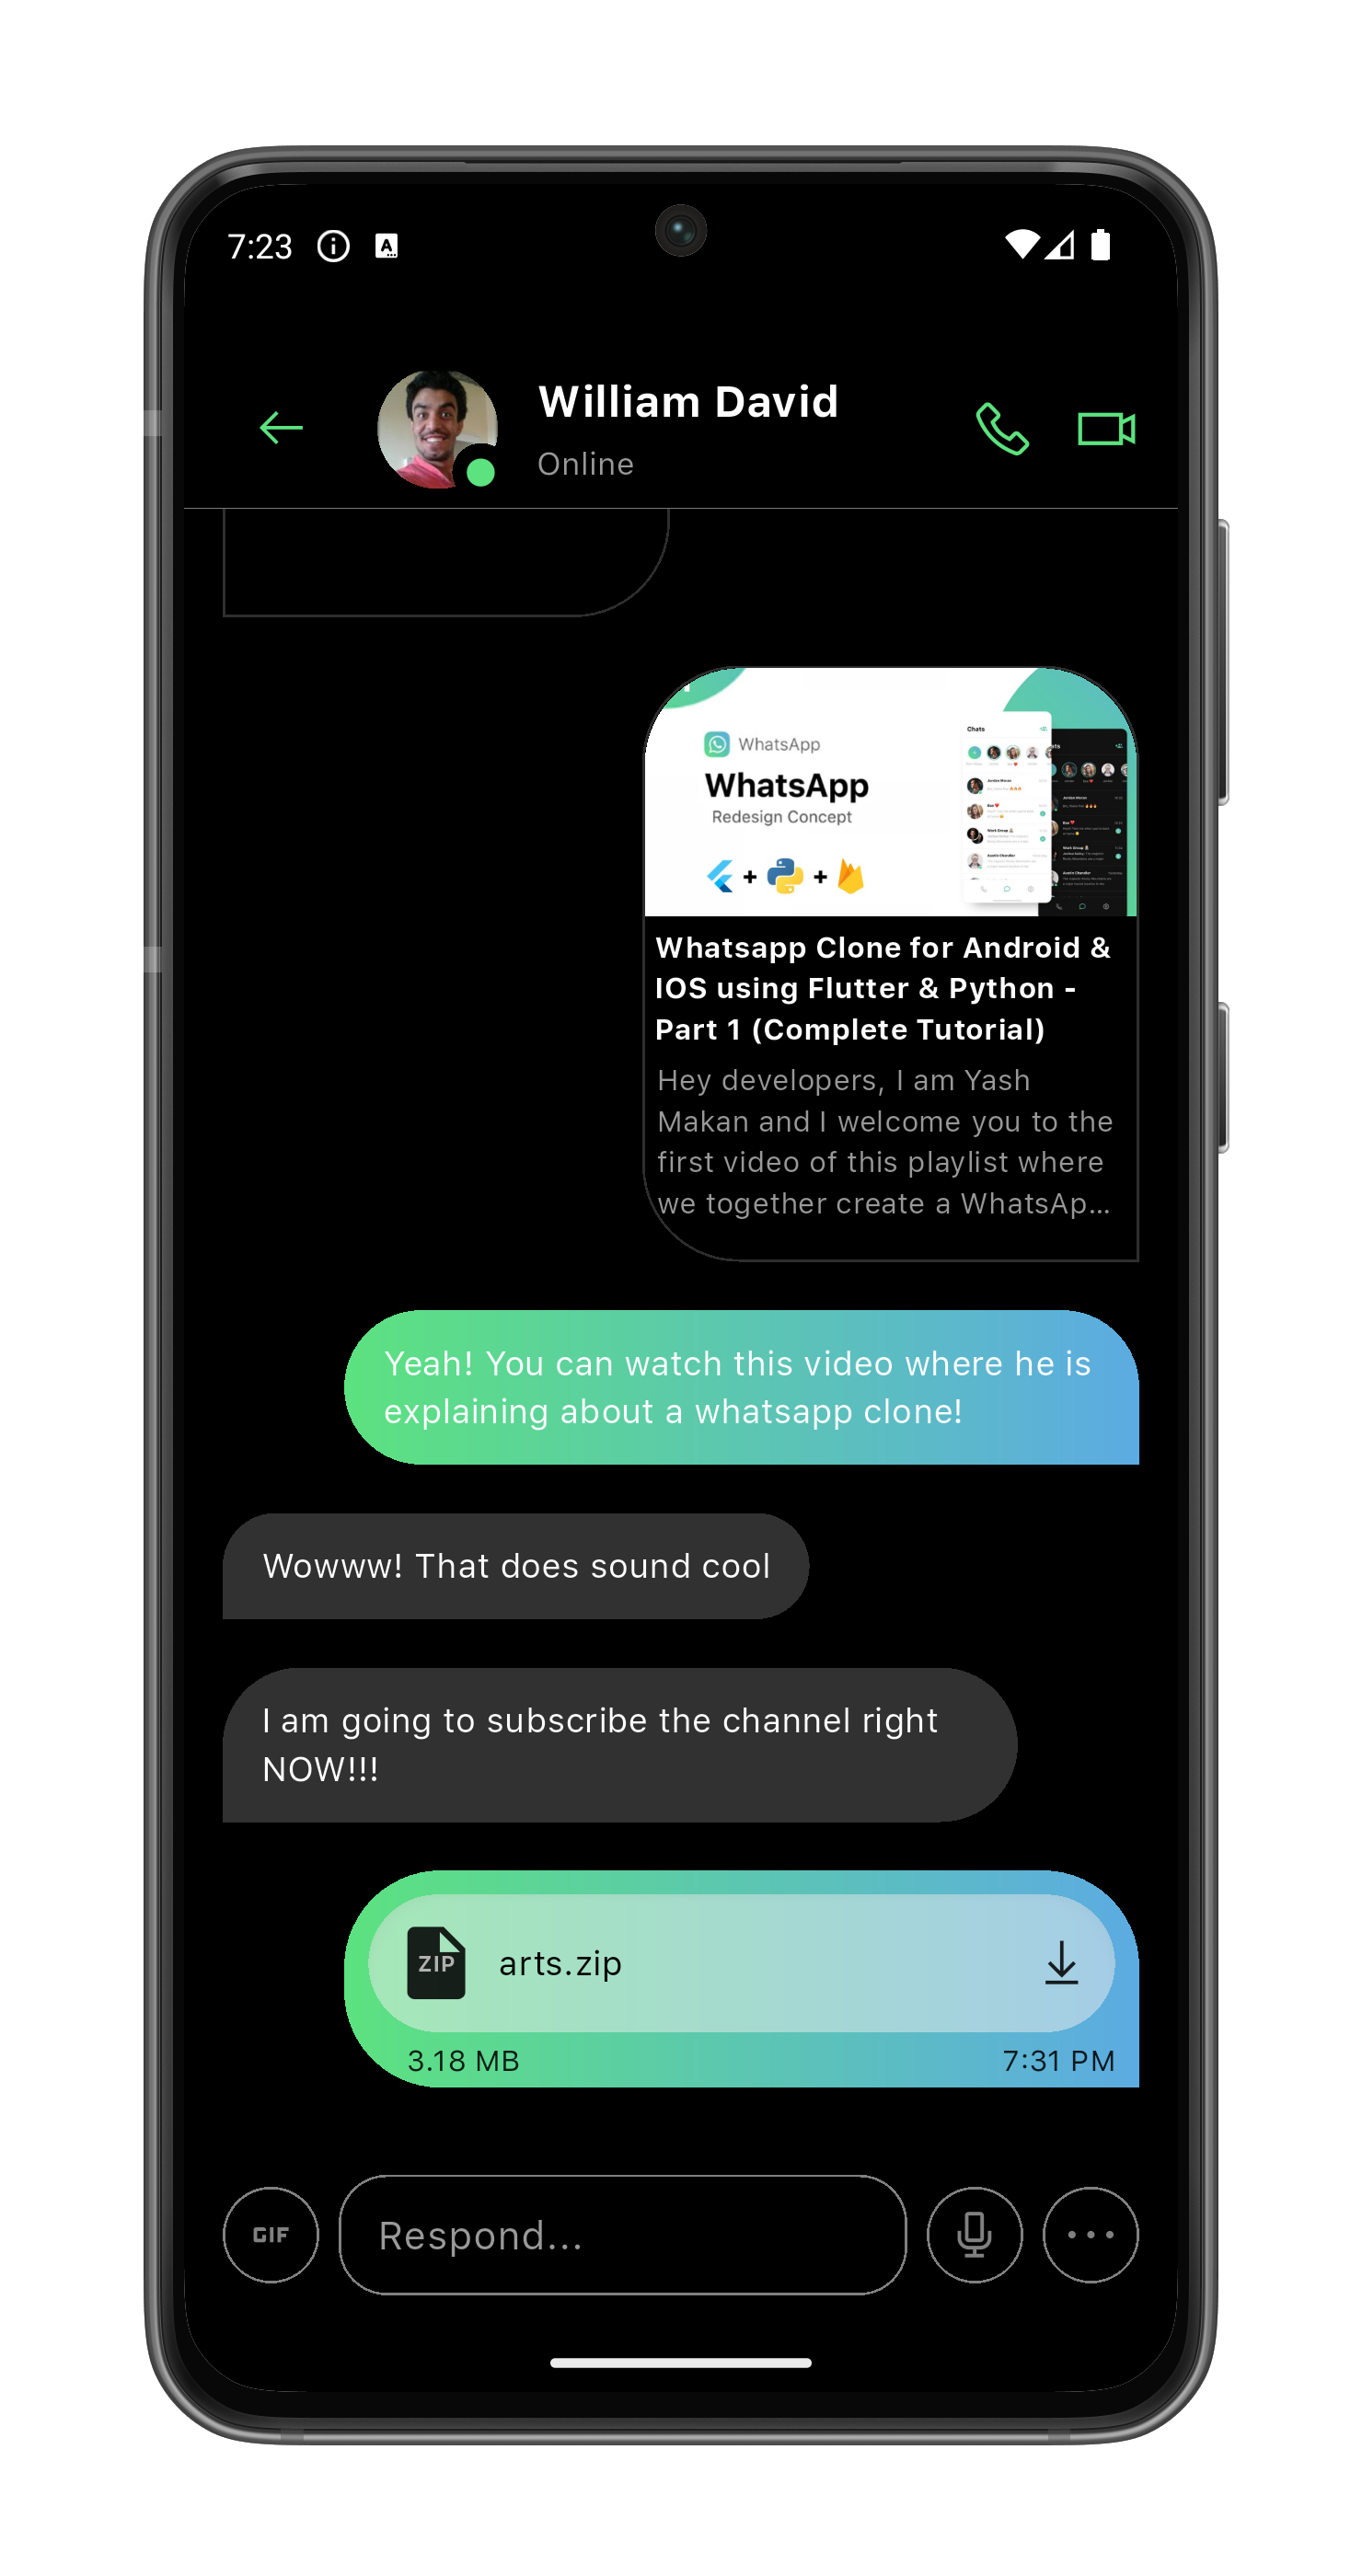 7:23
William David
Online
WhatsApp
WhatsApp
Redesign Concept
Chats
Whatsapp Clone for Android &
IOS using Flutter & Python -
Part 1 (Complete Tutorial)
Hey developers, I am Yash
Makan and I welcome you to the
first video of this playlist where
we together create a WhatsAp...
Yeah! You can watch this video where he is
explaining about a whatsapp clone!
Wowww! That does sound cool
I am going to subscribe the channel right
NOW!!!
ZIP
arts.zip
3.18 MB
7:31 PM
GIF
Respond...